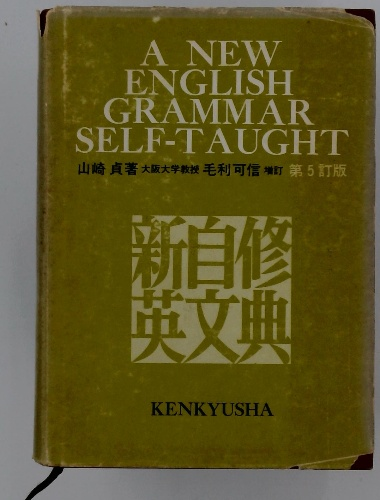 A NEW
ENGLISH
GRAMMAR
SELF-TAUGHT
山崎 貞著 大阪大学教授 毛利可信 増訂 第5訂版
新自修
英文典
KENKYUSHA